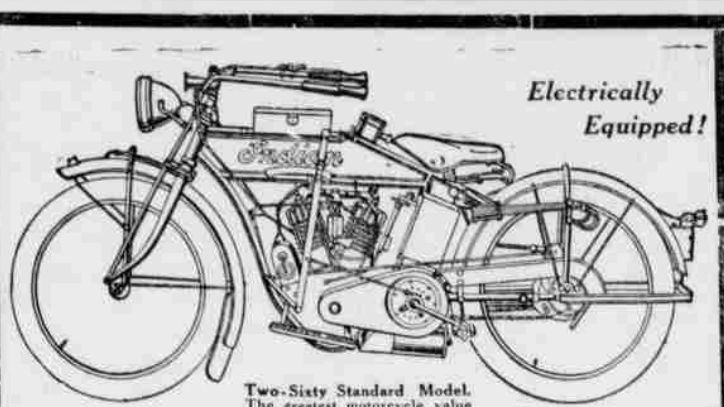 Electrically
Equipped!
Indian
Two-Sixty Standard Model.
The greatest motorcycle value